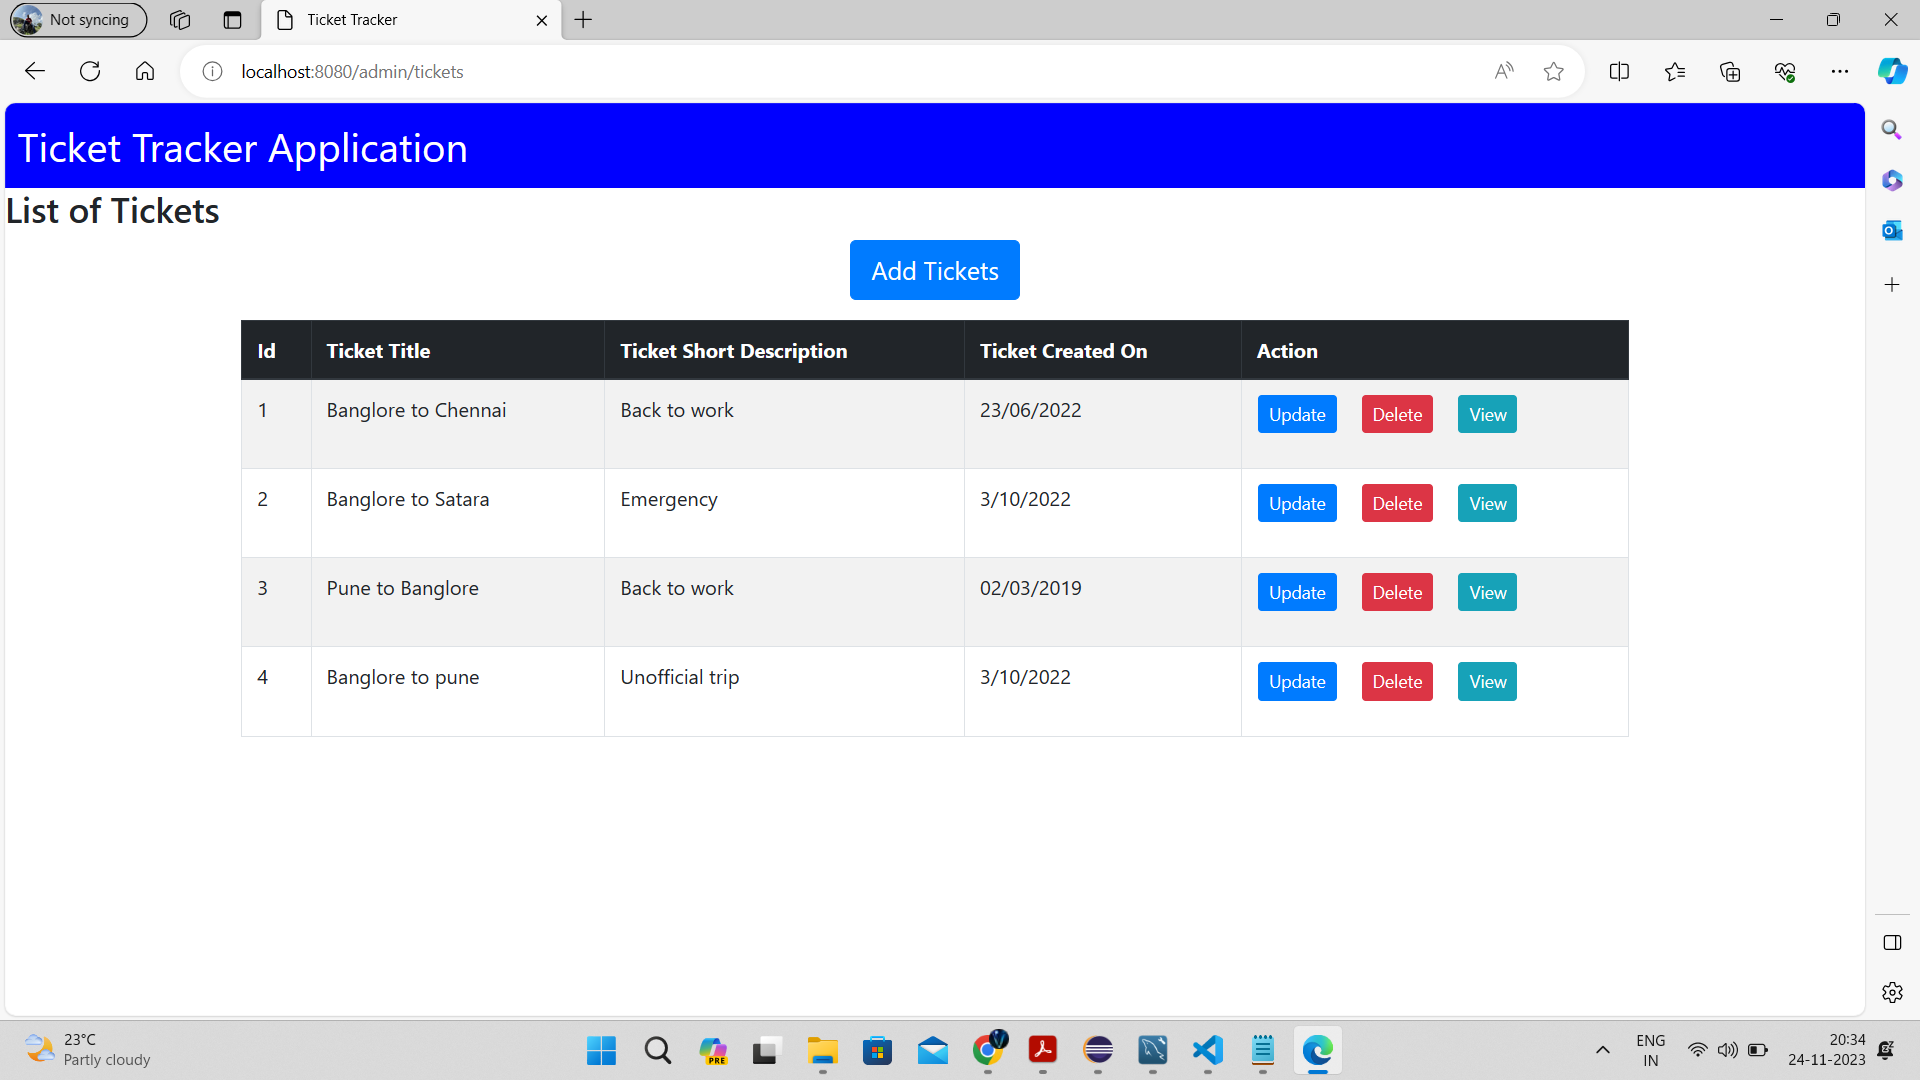 Not syncing
Ticket Tracker
localhost:8080/admin/tickets
Ticket Tracker Application
List of Tickets
Add Tickets
Id Ticket Title Ticket Short Description Ticket Created On Action
1 Banglore to Chennai Back to work 23/06/2022 Update Delete View
2 Banglore to Satara Emergency 3/10/2022 Update Delete View
3 Pune to Banglore Back to work 02/03/2019 Update Delete View
4 Banglore to pune Unofficial trip 3/10/2022 Update Delete View
23°C
Partly cloudy
PRE
ENG
IN
20:34
24-11-2023